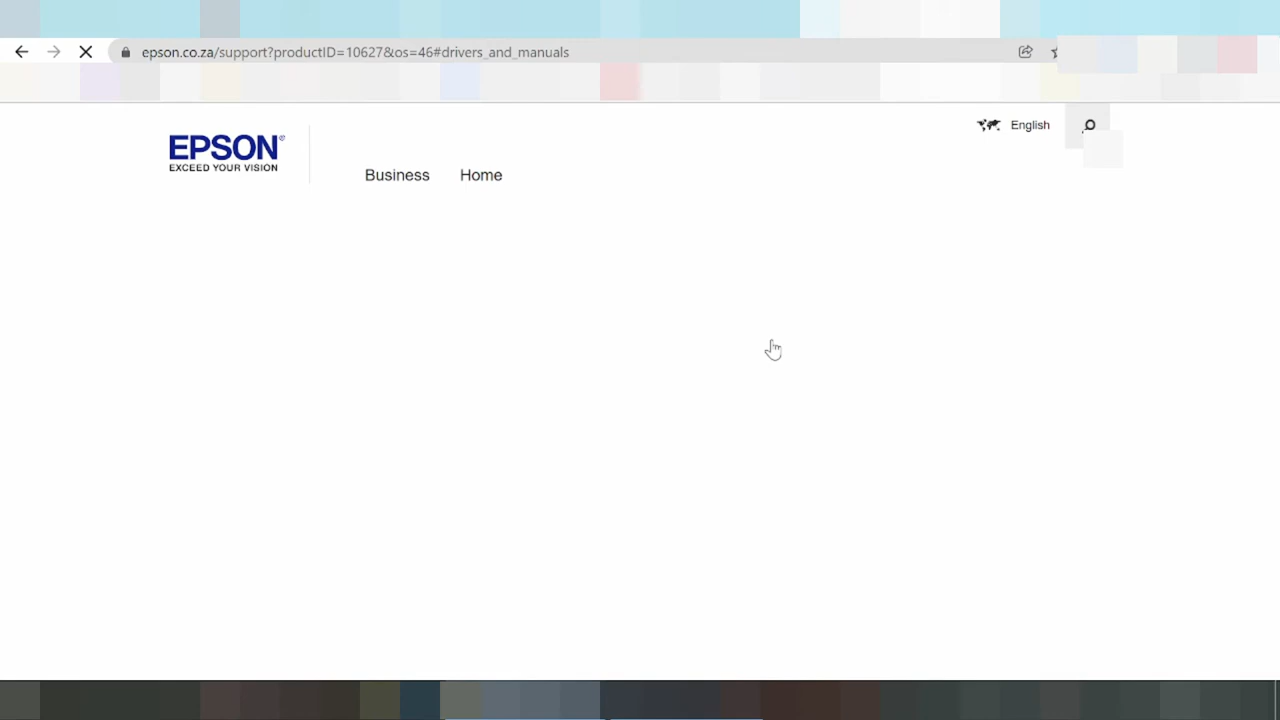 epson.co.za/support?productID=10627&os=46#drivers_and_manuals
English
EPSON®
EXCEED YOUR VISION
Business Home